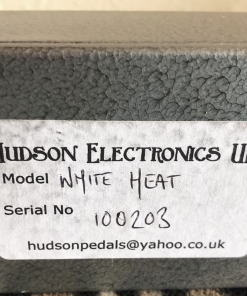 HUDSON ELECTRONICS U
Model WHITE HEAT
Serial No 100203
hudsonpedals@yahoo.co.uk